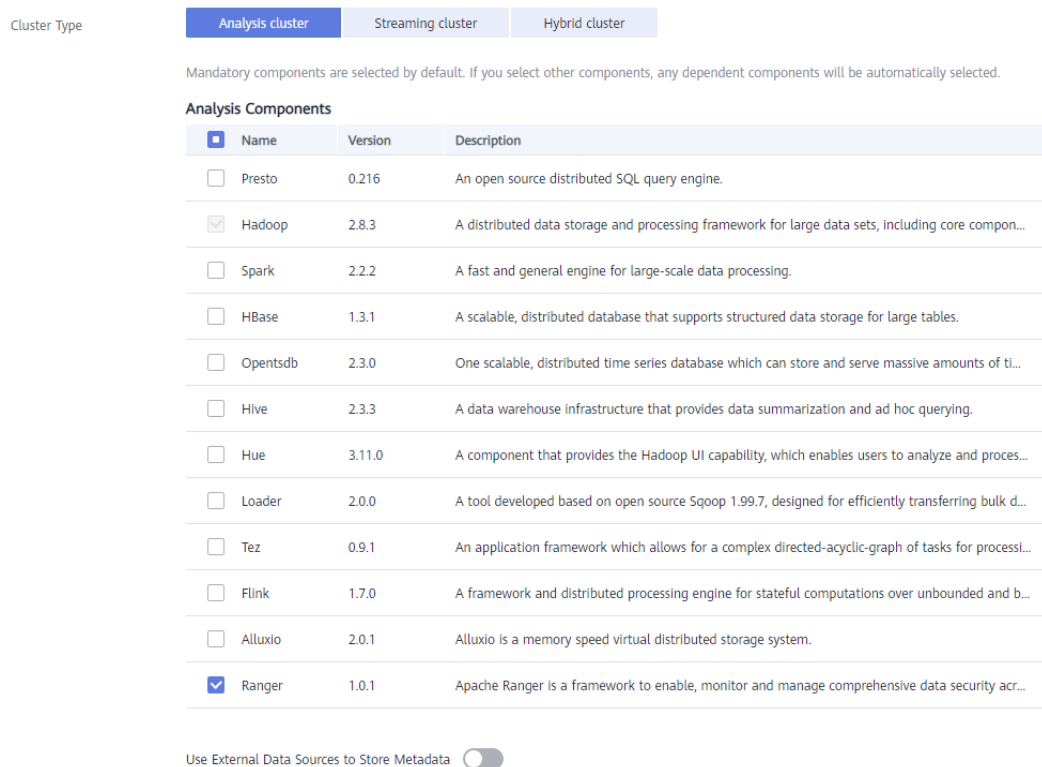 Cluster Type Analysis cluster Streaming cluster Hybrid cluster
Mandatory components are selected by default. If you select other components, any dependent components will be automatically selected.
Analysis Components
Name Version Description
Presto 0.216 An open source distributed SQL query engine.
Hadoop 2.8.3 A distributed data storage and processing framework for large data sets, including core compon...
Spark 2.2.2 A fast and general engine for large-scale data processing.
HBase 1.3.1 A scalable, distributed database that supports structured data storage for large tables.
Opentsdb 2.3.0 One scalable, distributed time series database which can store and serve massive amounts of ti...
Hive 2.3.3 A data warehouse infrastructure that provides data summarization and ad hoc querying.
Hue 3.11.0 A component that provides the Hadoop UI capability, which enables users to analyze and proces...
Loader 2.0.0 A tool developed based on open source Sqoop 1.99.7, designed for efficiently transferring bulk d...
Tez 0.9.1 An application framework which allows for a complex directed-acyclic-graph of tasks for processi...
Flink 1.7.0 A framework and distributed processing engine for stateful computations over unbounded and b...
Alluxio 2.0.1 Alluxio is a memory speed virtual distributed storage system.
Ranger 1.0.1 Apache Ranger is a framework to enable, monitor and manage comprehensive data security acr...
Use External Data Sources to Store Metadata